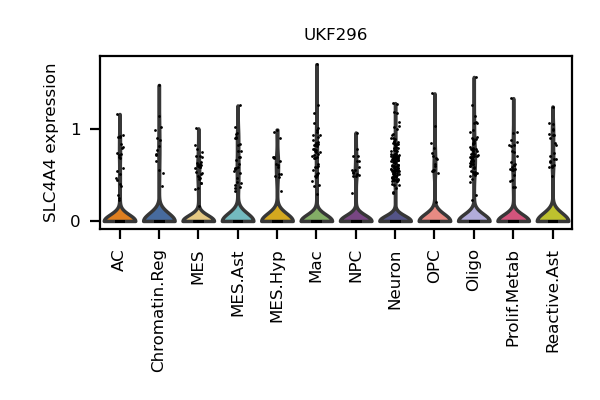 UKF296
SLC4A4 expression
1
0
AC
Chromatin.Reg
MES
MES.Ast
MES.Hyp
Mac
NPC
Neuron
OPC
Oligo
Prolif.Metab
Reactive.Ast